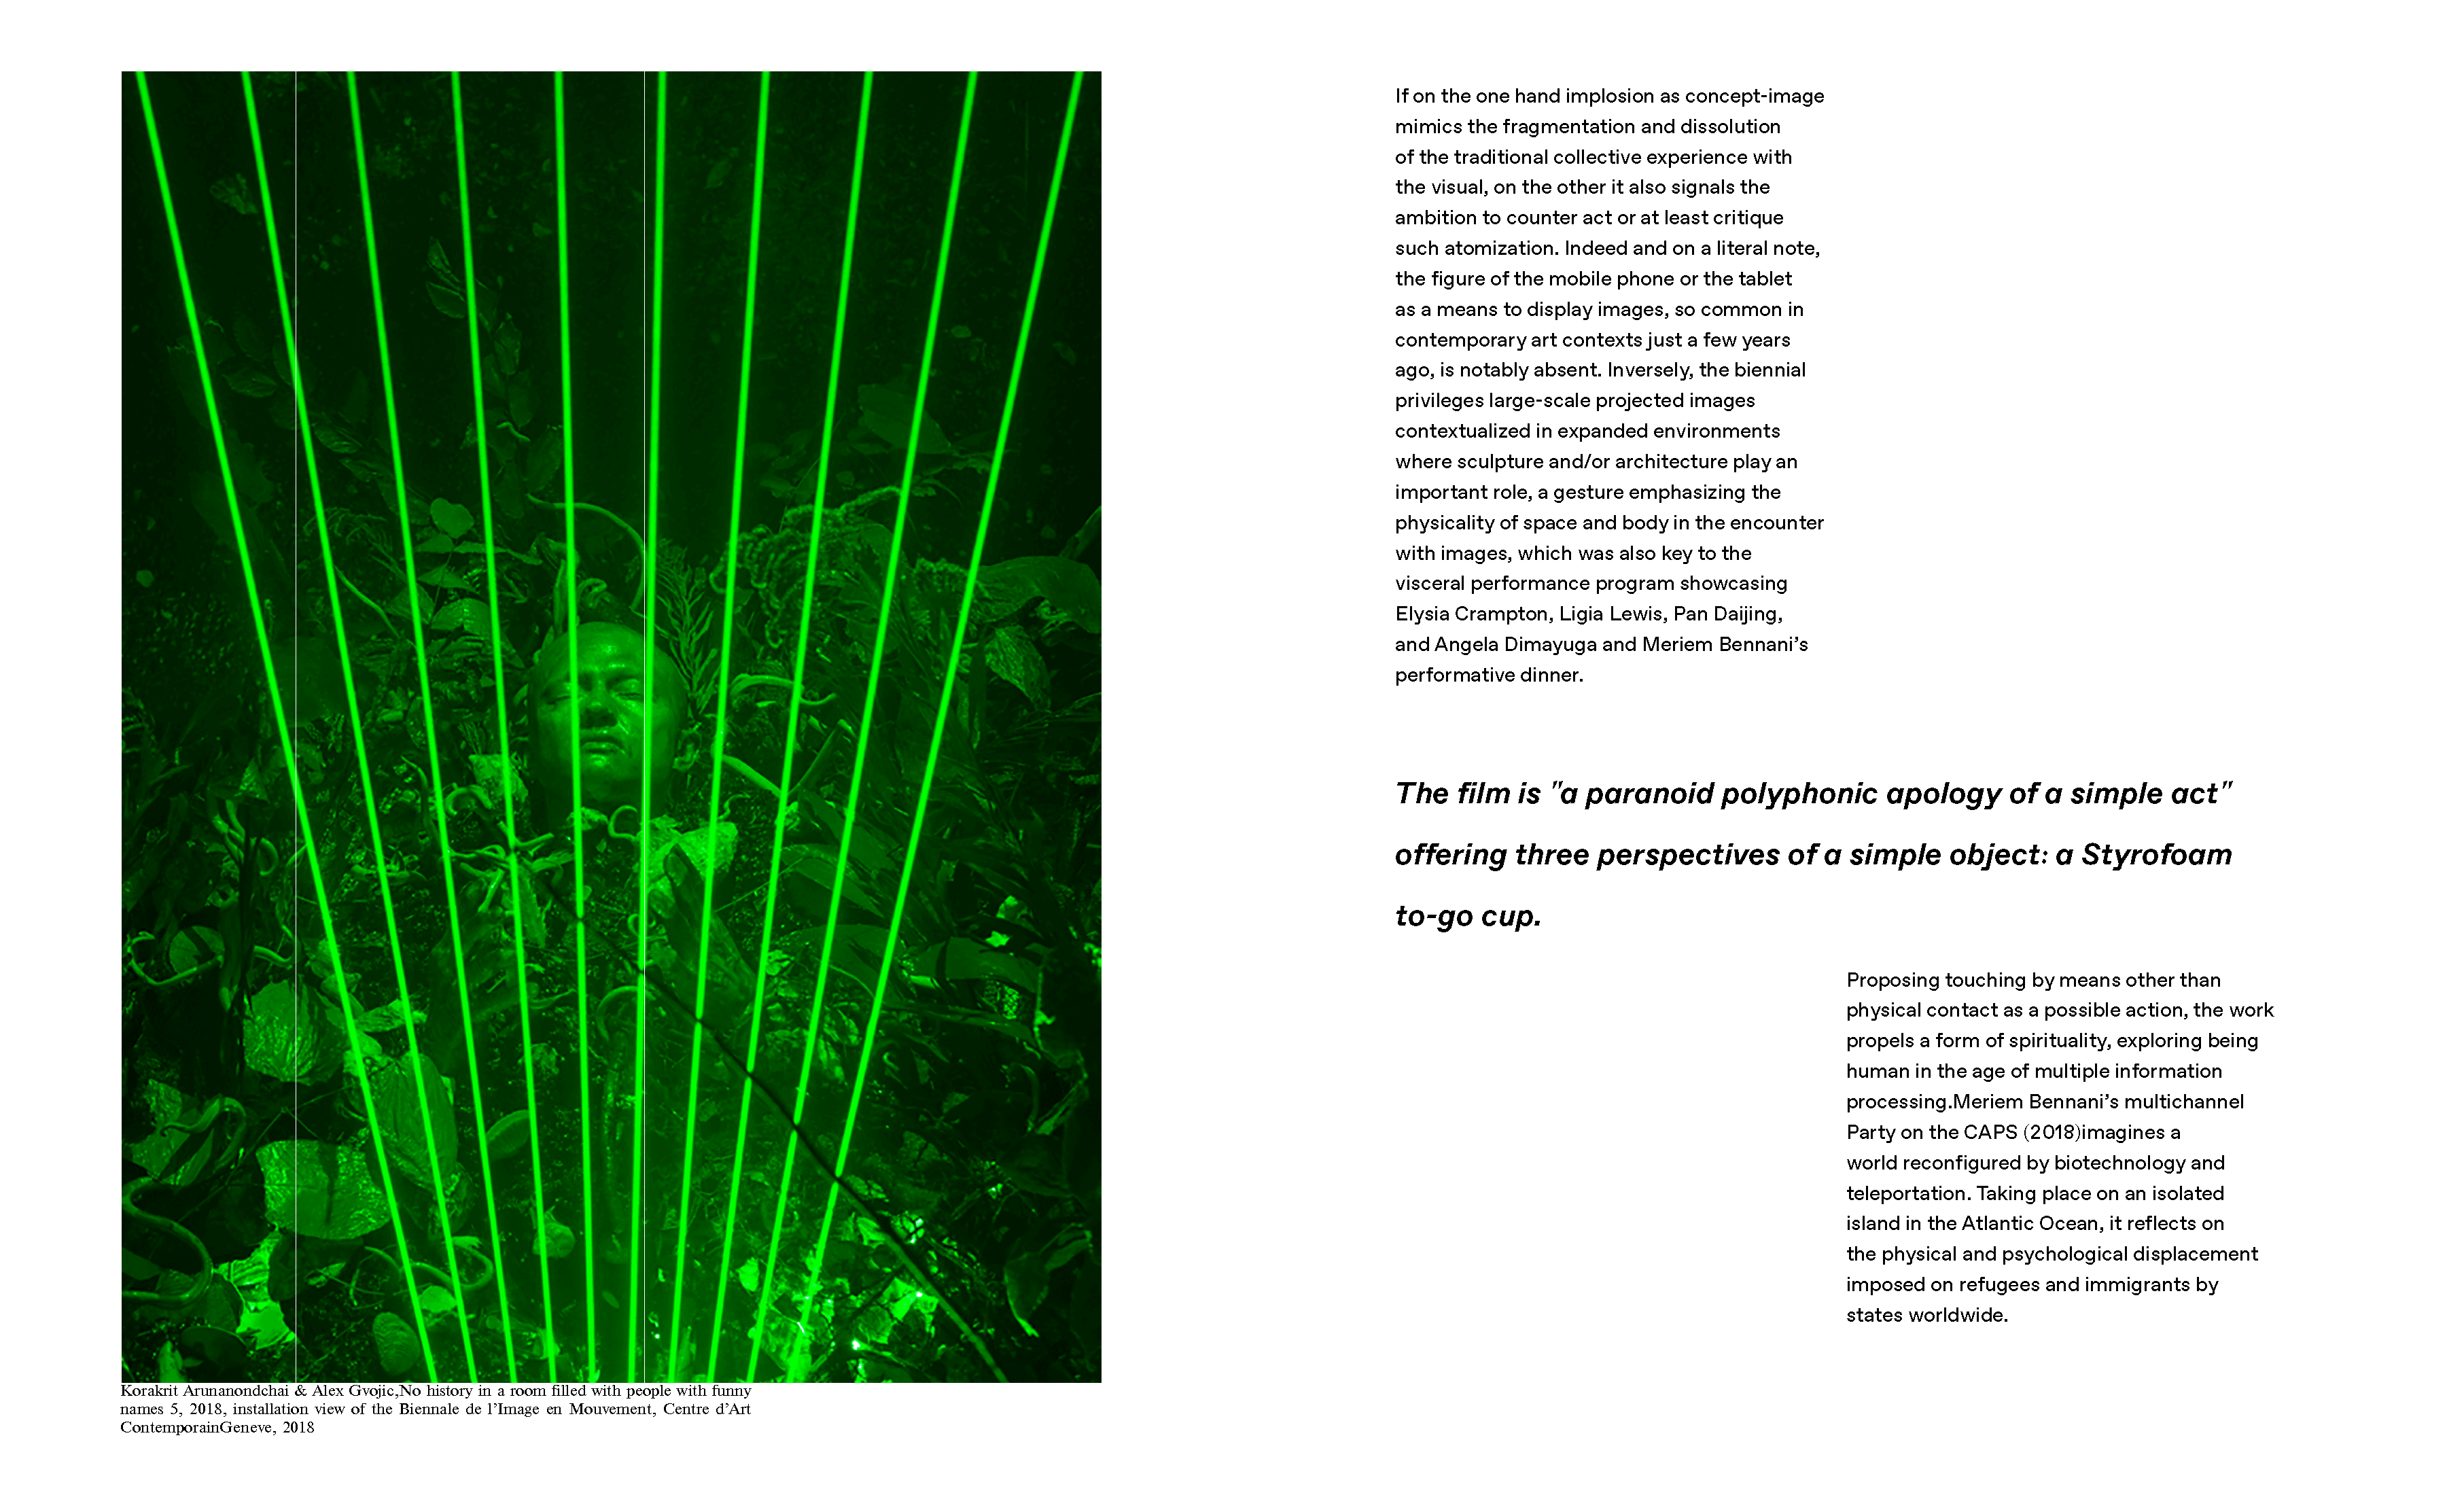 Korakrit Arunanondchai & Alex Gvojic,No history in a room filled with people with funny
names 5, 2018, installation view of the Biennale de l’Image en Mouvement, Centre d’Art
ContemporainGeneve, 2018
If on the one hand implosion as concept-image
mimics the fragmentation and dissolution
of the traditional collective experience with
the visual, on the other it also signals the
ambition to counter act or at least critique
such atomization. Indeed and on a literal note,
the figure of the mobile phone or the tablet
as a means to display images, so common in
contemporary art contexts just a few years
ago, is notably absent. Inversely, the biennial
privileges large-scale projected images
contextualized in expanded environments
where sculpture and/or architecture play an
important role, a gesture emphasizing the
physicality of space and body in the encounter
with images, which was also key to the
visceral performance program showcasing
Elysia Crampton, Ligia Lewis, Pan Daijing,
and Angela Dimayuga and Meriem Bennani’s
performative dinner.
The film is "a paranoid polyphonic apology of a simple act"
offering three perspectives of a simple object: a Styrofoam
to-go cup.
Proposing touching by means other than
physical contact as a possible action, the work
propels a form of spirituality, exploring being
human in the age of multiple information
processing.Meriem Bennani’s multichannel
Party on the CAPS (2018)imagines a
world reconfigured by biotechnology and
teleportation. Taking place on an isolated
island in the Atlantic Ocean, it reflects on
the physical and psychological displacement
imposed on refugees and immigrants by
states worldwide.